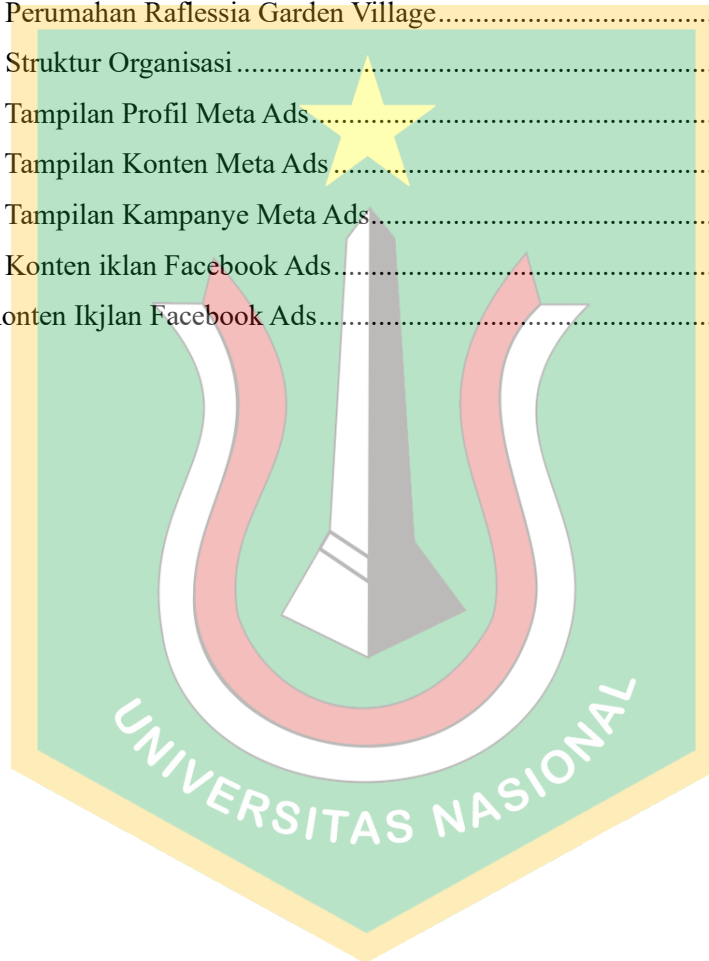 Perumahan Raflessia Garden Village........................................
Struktur Organisasi..............................................................
Tampilan Profil Meta Ads....................................................
Tampilan Konten Meta Ads..................................................
Tampilan Kampanye Meta Ads.............................................
Konten iklan Facebook Ads..................................................
onten Ikjlan Facebook Ads....................................................
UNIVERSITAS NASIONAL